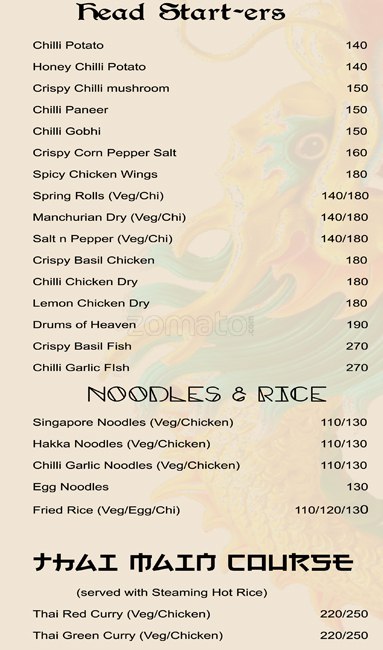 Head Start-ers
Chilli Potato 140
Honey Chilli Potato 140
Crispy Chilli mushroom 150
Chilli Paneer 150
Chilli Gobhi 150
Crispy Corn Pepper Salt 160
Spicy Chicken Wings 180
Spring Rolls (Veg/Chi) 140/180
Manchurian Dry (Veg/Chi) 140/180
Salt n Pepper (Veg/Chi) 140/180
Crispy Basil Chicken 180
Chilli Chicken Dry 180
Lemon Chicken Dry 180
Drums of Heaven 190
zomato.com
Crispy Basil Fish 270
Chilli Garlic FIsh 270
NOODLES & RICE
Singapore Noodles (Veg/Chicken) 110/130
Hakka Noodles (Veg/Chicken) 110/130
Chilli Garlic Noodles (Veg/Chicken) 110/130
Egg Noodles 130
Fried Rice (Veg/Egg/Chi) 110/120/130
THAI MAIN COURSE
(served with Steaming Hot Rice)
Thai Red Curry (Veg/Chicken) 220/250
Thai Green Curry (Veg/Chicken) 220/250